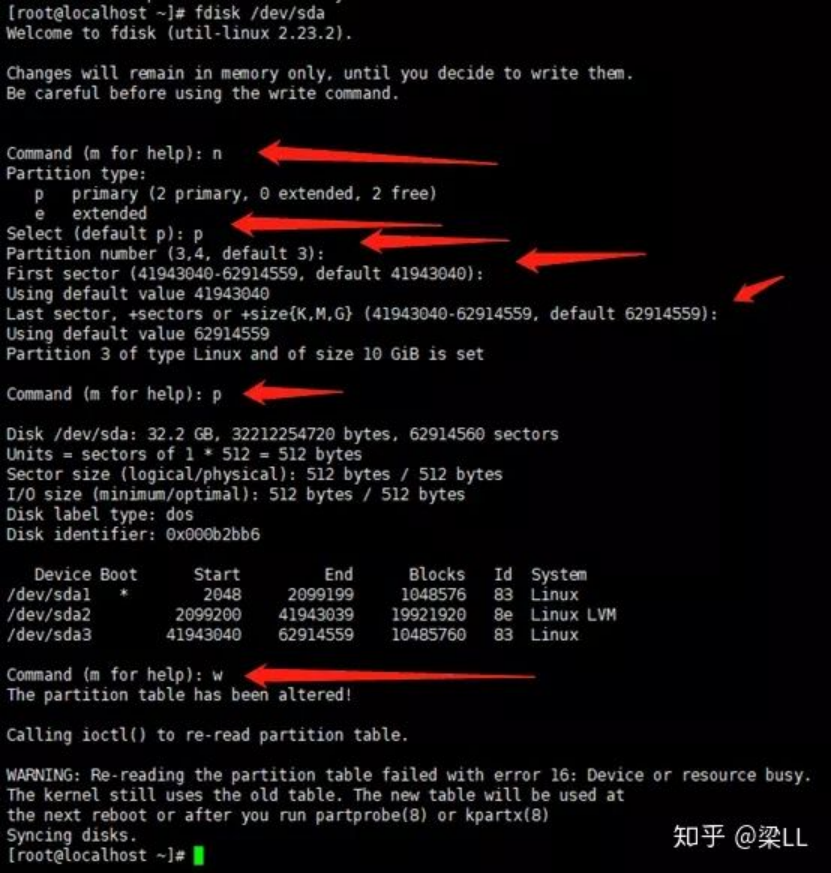 [root@localhost ~]# fdisk /dev/sda
Welcome to fdisk (util-linux 2.23.2).
Changes will remain in memory only, until you decide to write them.
Be careful before using the write command.
Command (m for help): n
Partition type:
   p   primary (2 primary, 0 extended, 2 free)
   e   extended
Select (default p): p
Partition number (3,4, default 3):
First sector (41943040-62914559, default 41943040):
Using default value 41943040
Last sector, +sectors or +size{K,M,G} (41943040-62914559, default 62914559):
Using default value 62914559
Partition 3 of type Linux and of size 10 GiB is set
Command (m for help): p
Disk /dev/sda: 32.2 GB, 32212254720 bytes, 62914560 sectors
Units = sectors of 1 * 512 = 512 bytes
Sector size (logical/physical): 512 bytes / 512 bytes
I/O size (minimum/optimal): 512 bytes / 512 bytes
Disk label type: dos
Disk identifier: 0x000b2bb6
   Device Boot      Start         End      Blocks   Id  System
/dev/sda1   *        2048     2099199     1048576   83  Linux
/dev/sda2         2099200    41943039    19921920   8e  Linux LVM
/dev/sda3        41943040    62914559    10485760   83  Linux
Command (m for help): w
The partition table has been altered!
Calling ioctl() to re-read partition table.
WARNING: Re-reading the partition table failed with error 16: Device or resource busy.
The kernel still uses the old table. The new table will be used at
the next reboot or after you run partprobe(8) or kpartx(8)
Syncing disks.
[root@localhost ~]#
知乎 @梁LL